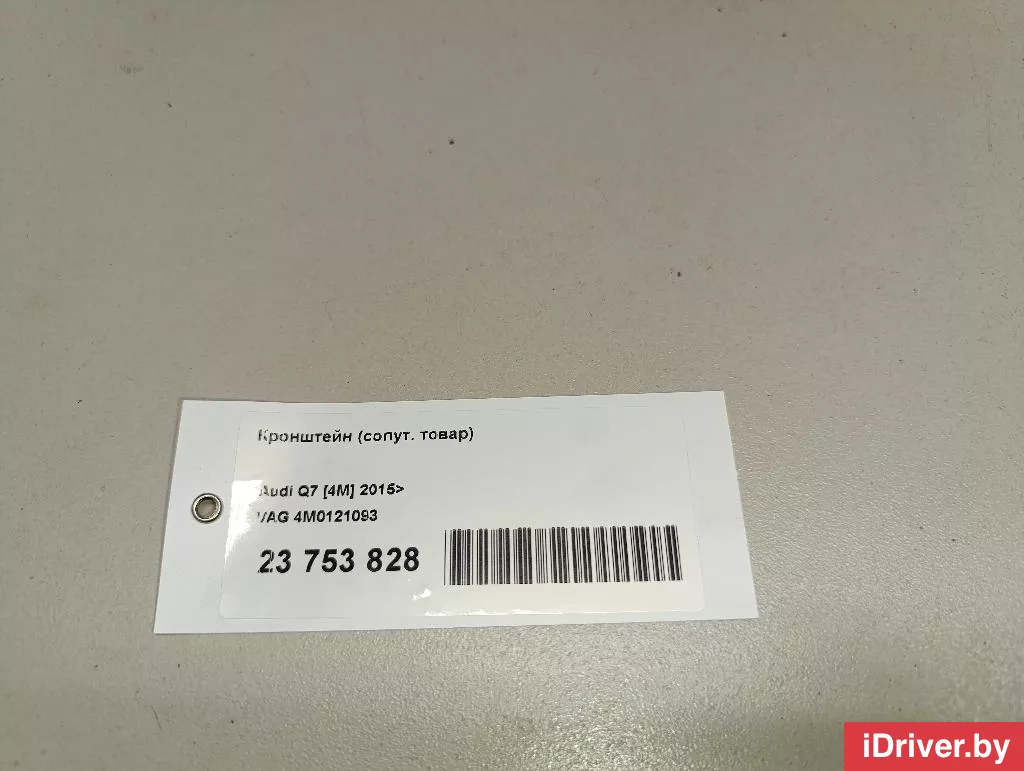 Кронштейн (сопут. товар)
Audi Q7 [4M] 2015>
VAG 4M0121093
23 753 828
iDriver.by